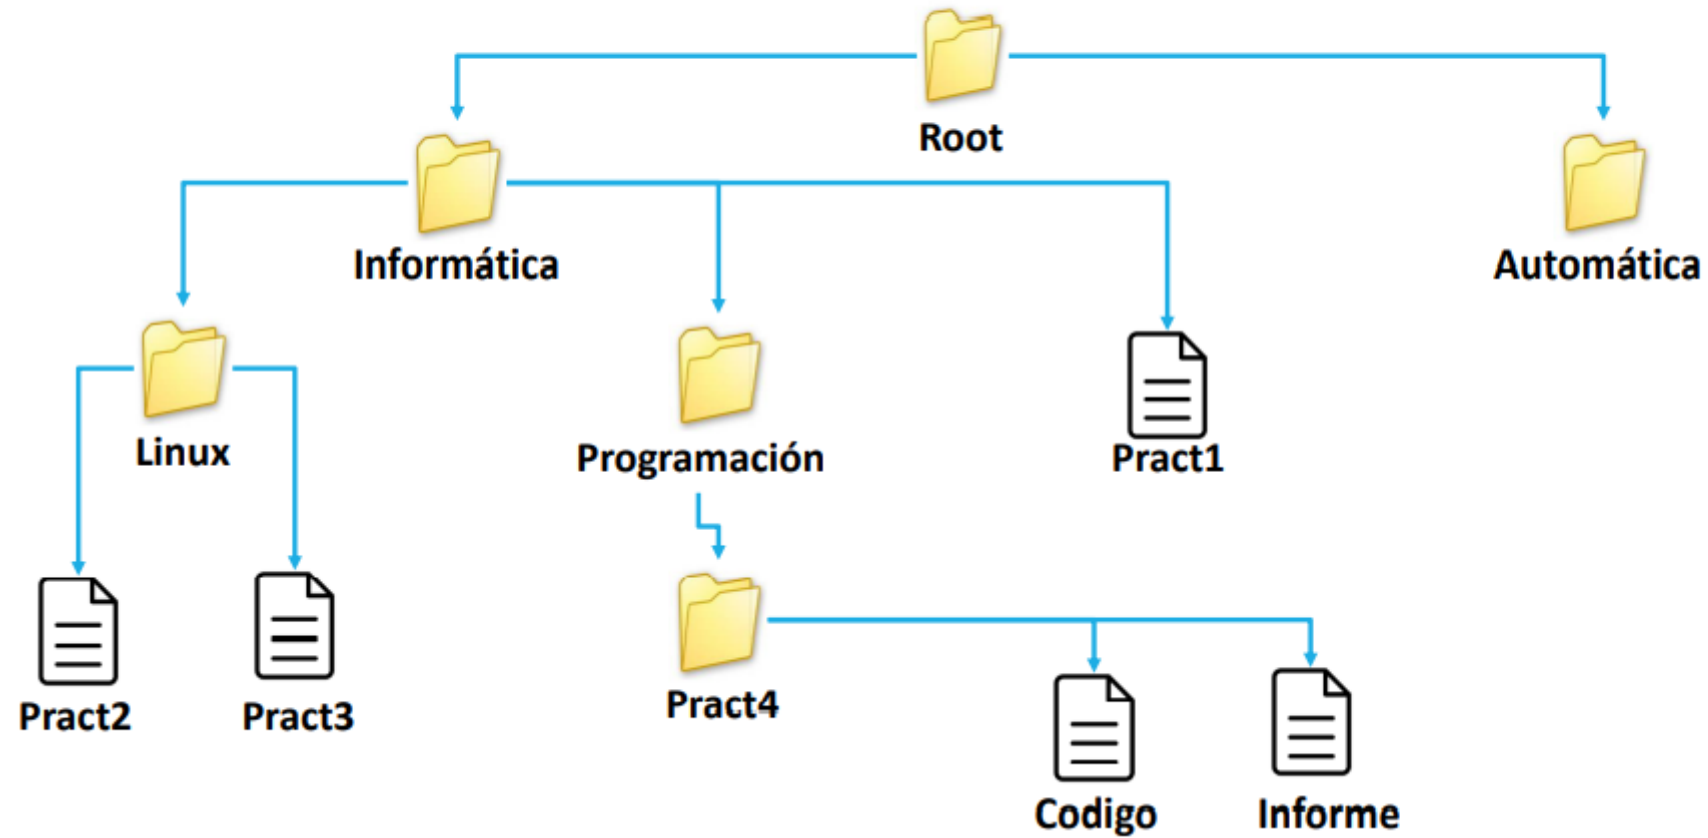 Root
Informática
Automática
Linux
Programación
Pract1
Pract2
Pract3
Pract4
Codigo
Informe